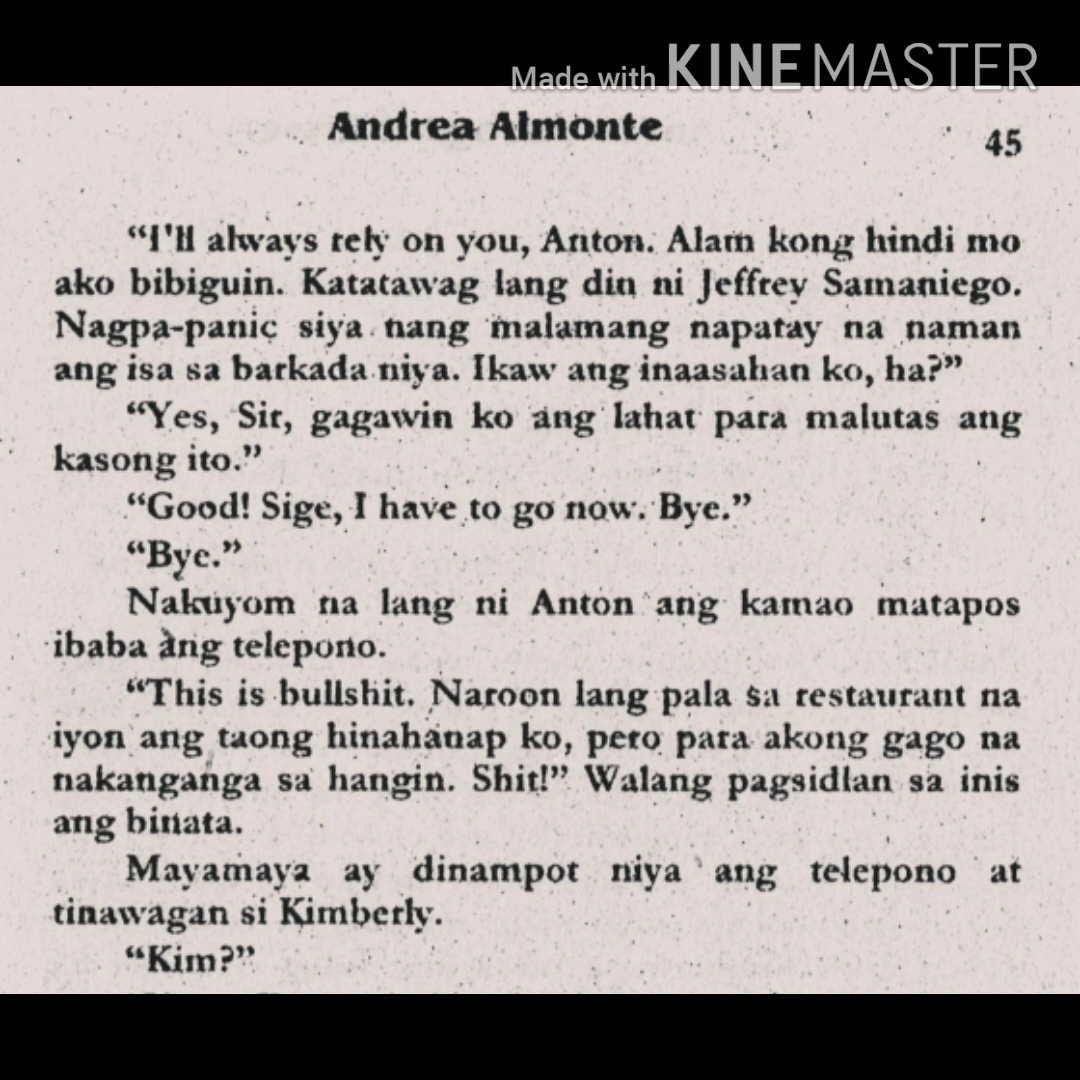 Made with KINEMASTER
Andrea Almonte
45
“I'll always rely on you, Anton. Alam kong hindi mo
ako bibiguin. Katatawag lang din ni Jeffrey Samaniego.
Nagpa-panic siya nang malamang napatay na naman
ang isa sa barkada niya. Ikaw ang inaasahan ko, ha?”
“Yes, Sir, gagawin ko ang lahat para malutas ang
kasong ito.”
“Good! Sige, I have to go now. Bye.”
“Bye.”
Nakuyom na lang ni Anton ang kamao matapos
ibaba ang telepono.
“This is bullshit. Naroon lang pala sa restaurant na
iyon ang taong hinahanap ko, pero para akong gago na
nakanganga sa hangin. Shit!” Walang pagsidlan sa inis
ang binata.
Mayamaya ay dinampot niya ang telepono at
tinawagan si Kimberly.
“Kim?”